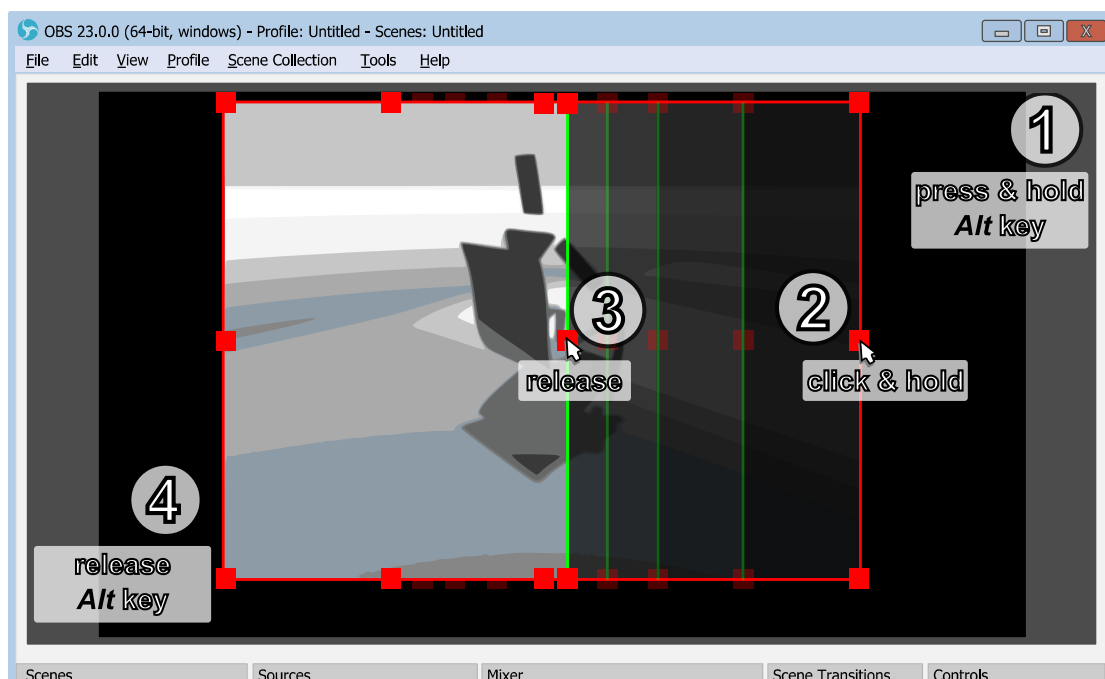 OBS 23.0.0 (64-bit, windows) - Profile: Untitled - Scenes: Untitled
X
File Edit View Profile Scene Collection Tools Help
1
press & hold
Alt key
2
click & hold
3
release
4
release
Alt key
Scenes Sources Mixer Scene Transitions Controls